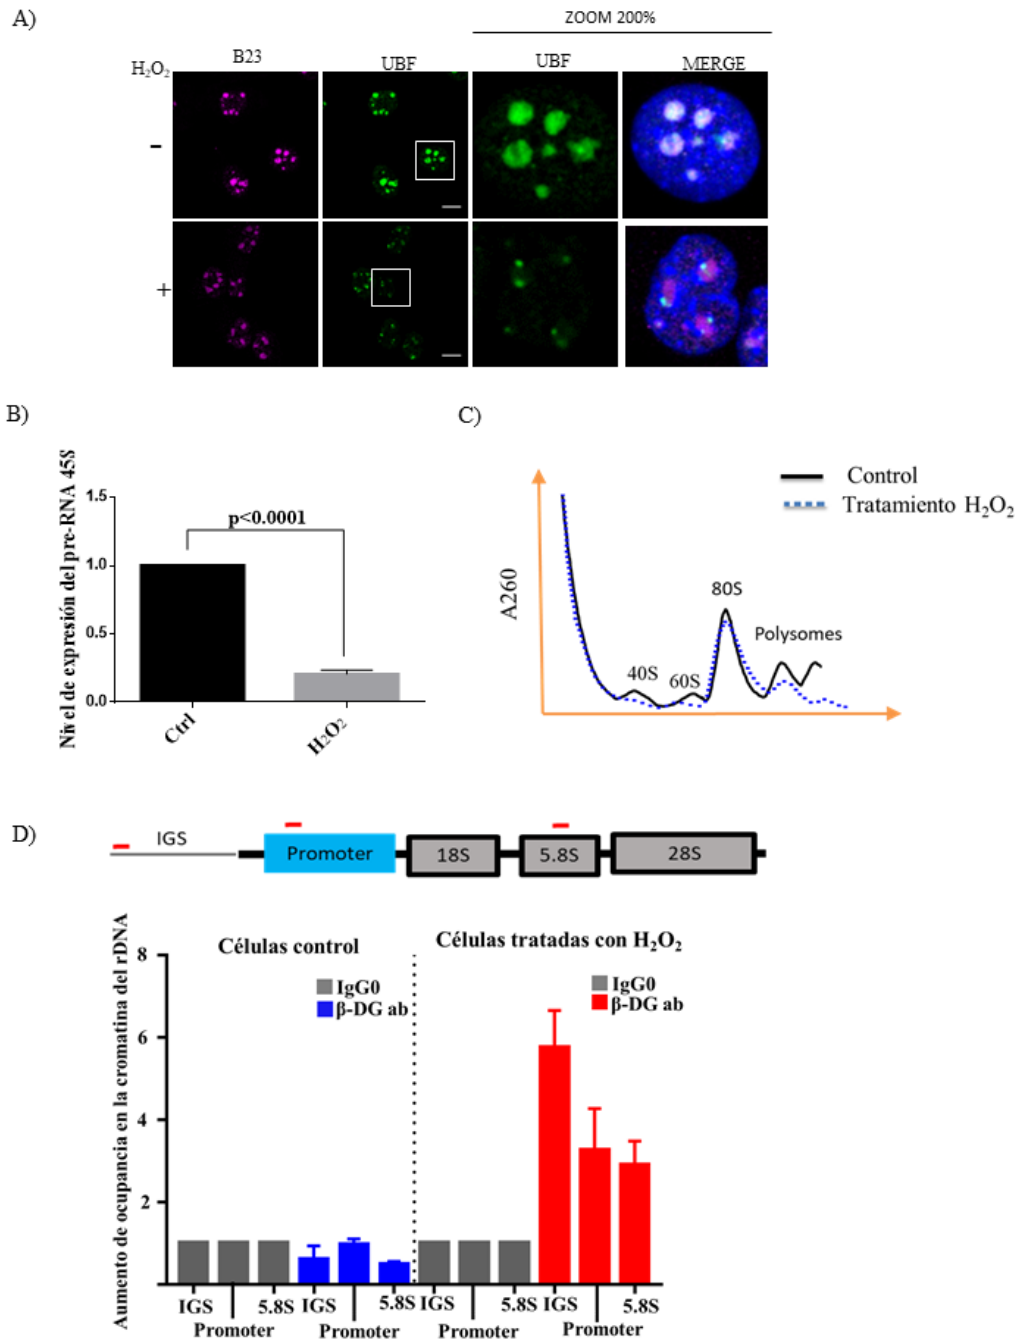 A)
ZOOM 200%
H₂O₂
B23
UBF
UBF
MERGE
-
+
B)
Nivel de expresión del pre-RNA 45S
1.5
1.0
0.5
0.0
p<0.0001
Ctrl
H₂O₂
C)
Control
Tratamiento H₂O₂
A260
40S
60S
80S
Polysomes
D)
IGS
Promoter
18S
5.8S
28S
Aumento de ocupancia en la cromatina del rDNA
8
6
4
2
Células control
IgG0
β-DG ab
Células tratadas con H₂O₂
IgG0
β-DG ab
IGS 5.8S IGS 5.8S IGS 5.8S IGS 5.8S
Promoter Promoter Promoter Promoter